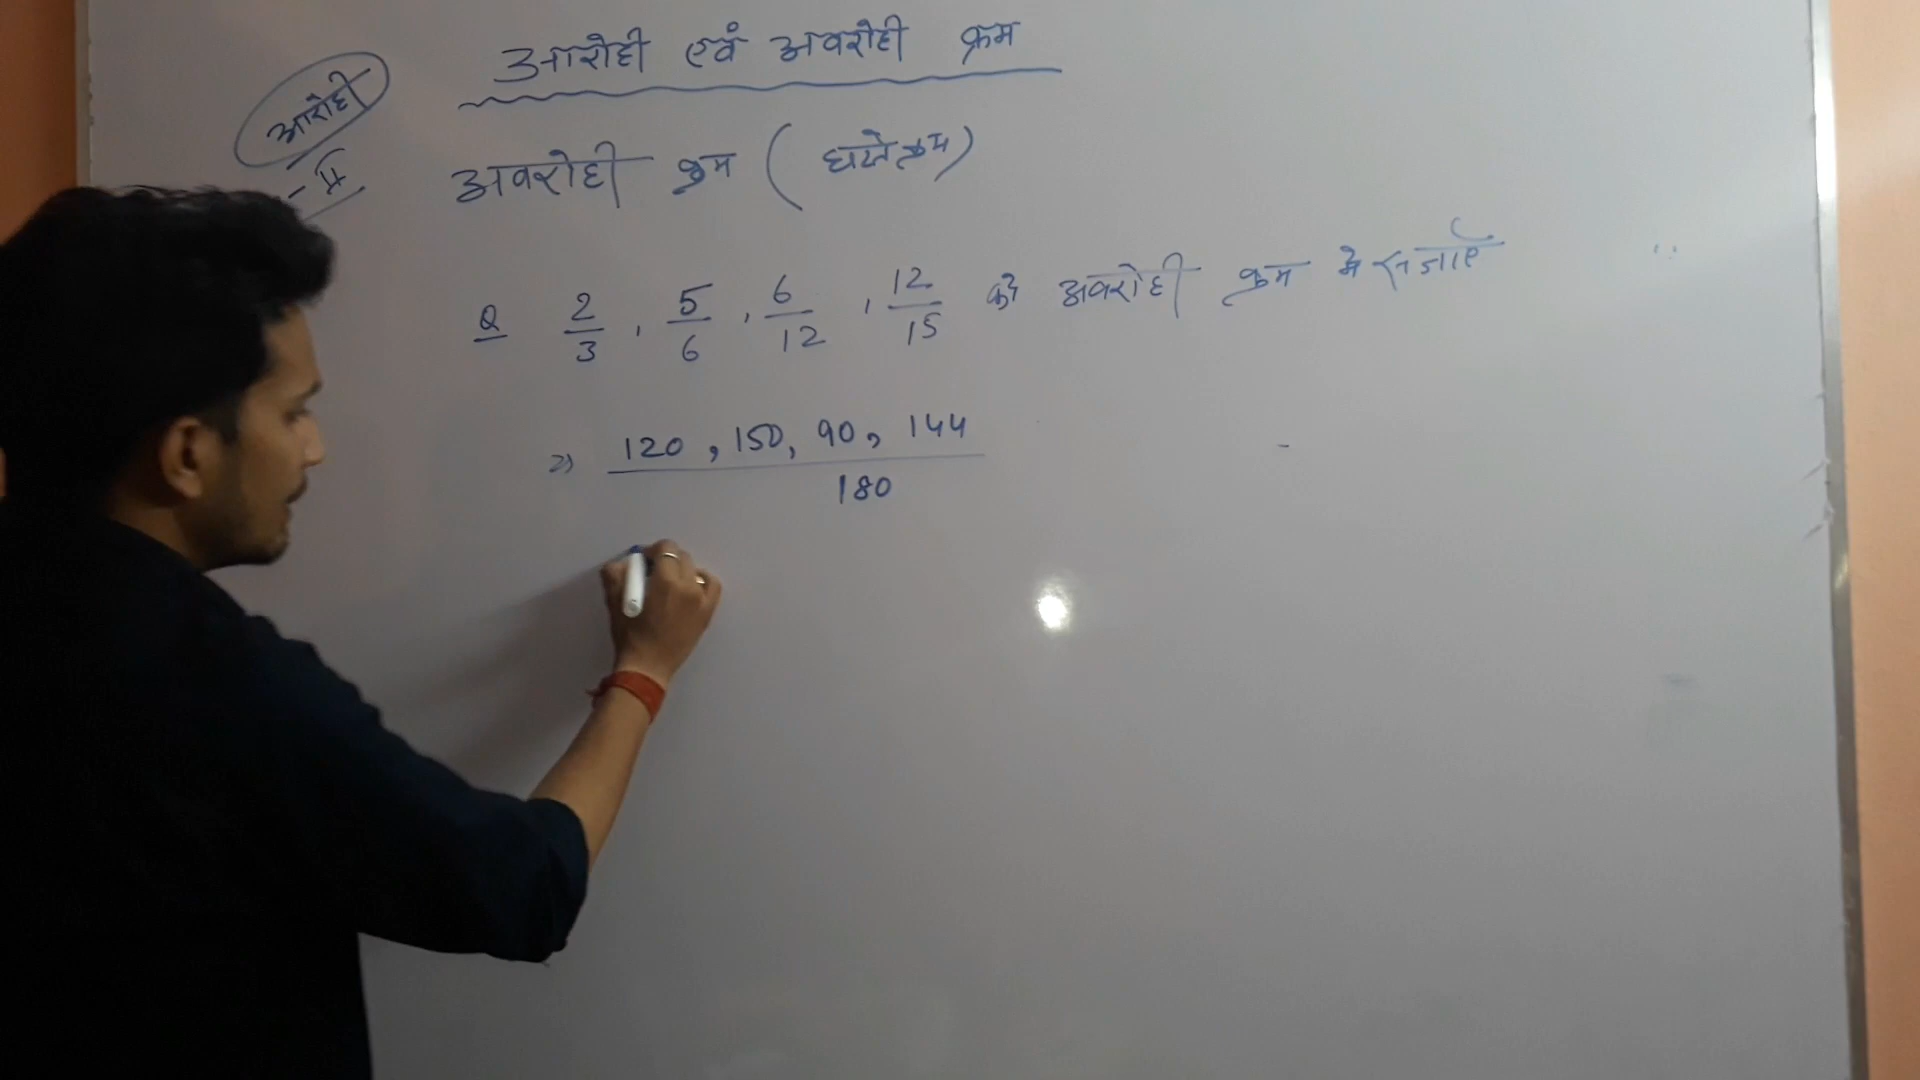 आरोही एवं अवरोही क्रम
आरोही
अवरोही क्रम ( घटते क्रम )
Q 2/3 , 5/6 , 6/12 , 12/15 को अवरोही क्रम मे सजाएं
⇒ 120 , 150, 90, 144
180